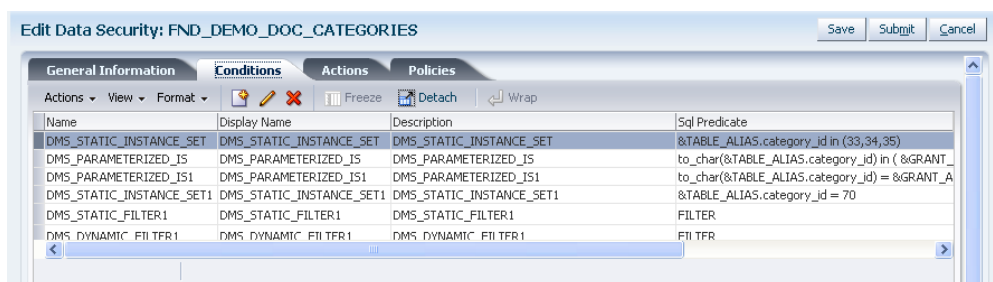 Edit Data Security: FND_DEMO_DOC_CATEGORIES Save Submit Cancel
General Information Conditions Actions Policies
Actions View Format Freeze Detach Wrap
Name Display Name Description Sql Predicate
DMS_STATIC_INSTANCE_SET DMS_STATIC_INSTANCE_SET DMS_STATIC_INSTANCE_SET &TABLE_ALIAS.category_id in (33,34,35)
DMS_PARAMETERIZED_IS DMS_PARAMETERIZED_IS DMS_PARAMETERIZED_IS to_char(&TABLE_ALIAS.category_id) in ( &GRANT_
DMS_PARAMETERIZED_IS1 DMS_PARAMETERIZED_IS1 DMS_PARAMETERIZED_IS1 to_char(&TABLE_ALIAS.category_id) = &GRANT_A
DMS_STATIC_INSTANCE_SET1 DMS_STATIC_INSTANCE_SET1 DMS_STATIC_INSTANCE_SET1 &TABLE_ALIAS.category_id = 70
DMS_STATIC_FILTER1 DMS_STATIC_FILTER1 DMS_STATIC_FILTER1 FILTER
DMS_DYNAMIC_FILTER1 DMS_DYNAMIC_FILTER1 DMS_DYNAMIC_FILTER1 FILTER